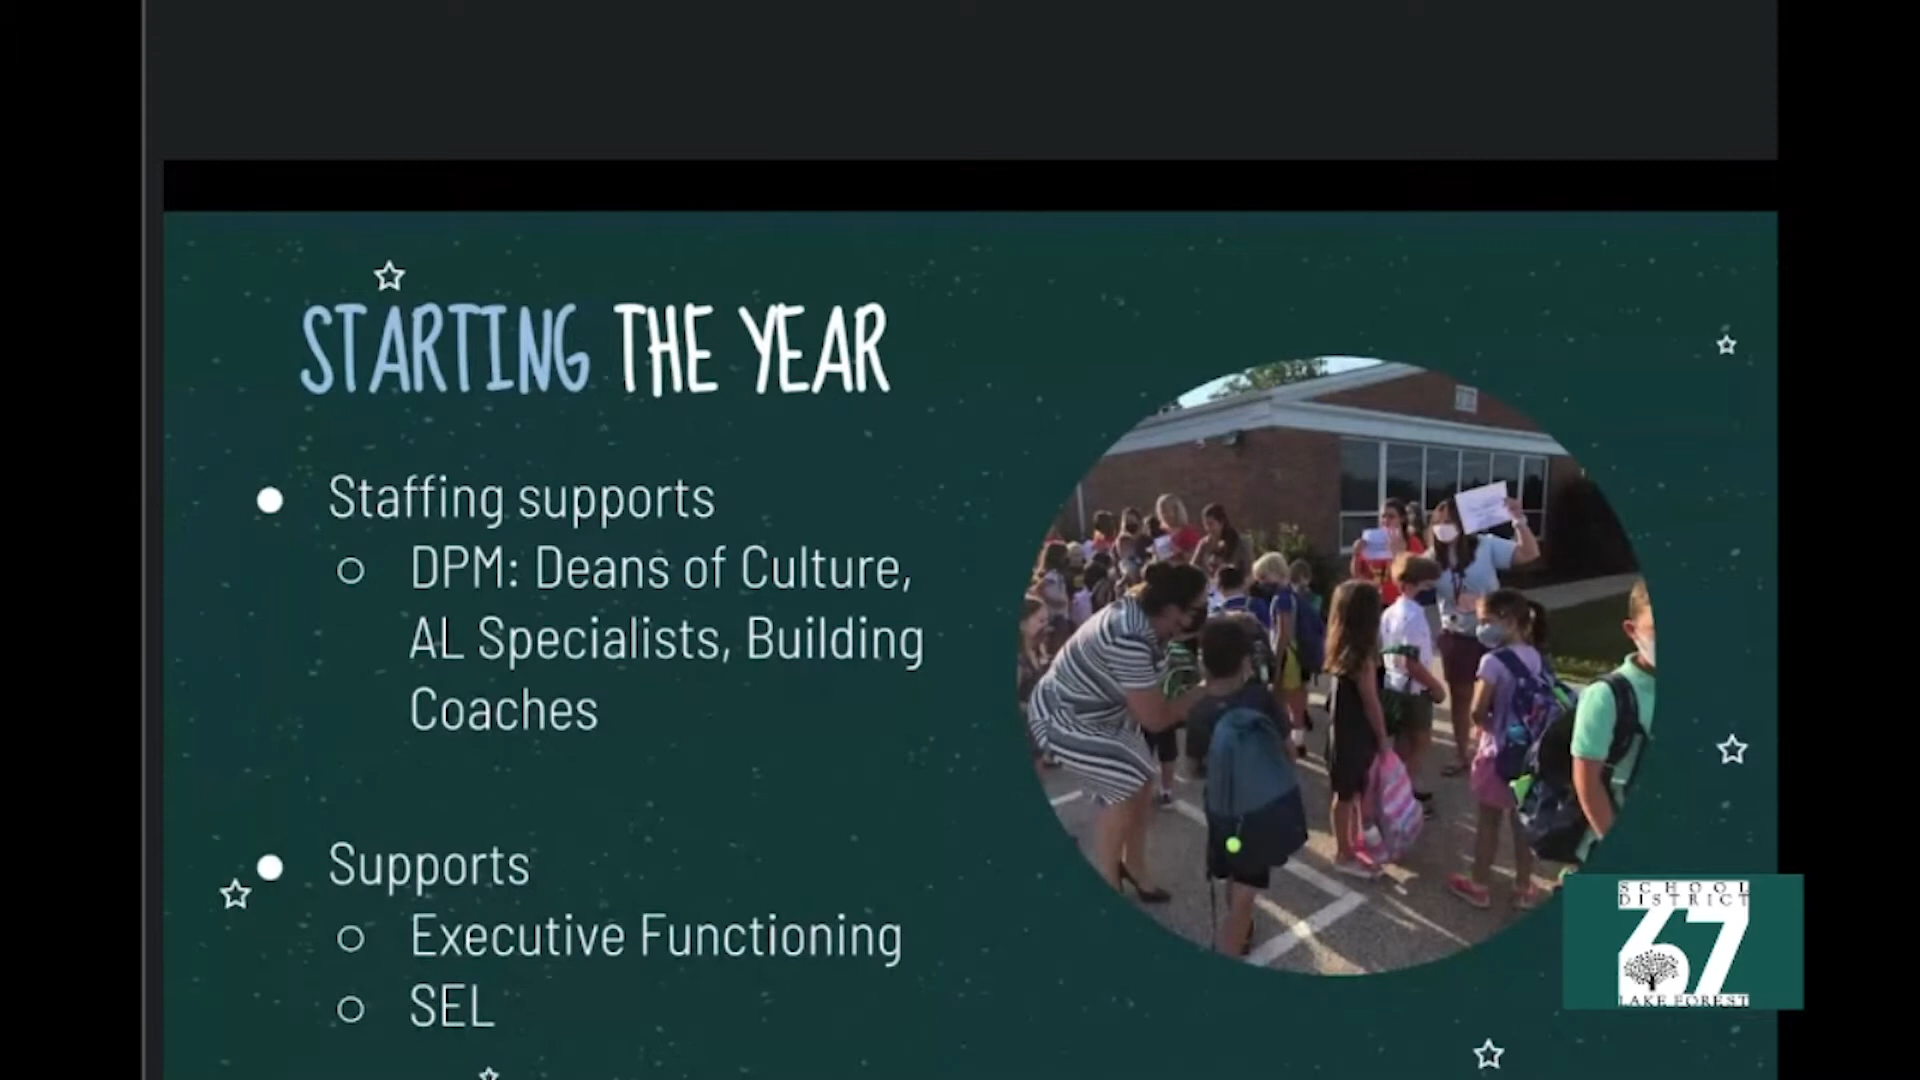 STARTING THE YEAR
Staffing supports
DPM: Deans of Culture,
AL Specialists, Building
Coaches
Supports
Executive Functioning
SEL
SCHOOL
DISTRICT
67
LAKE FOREST